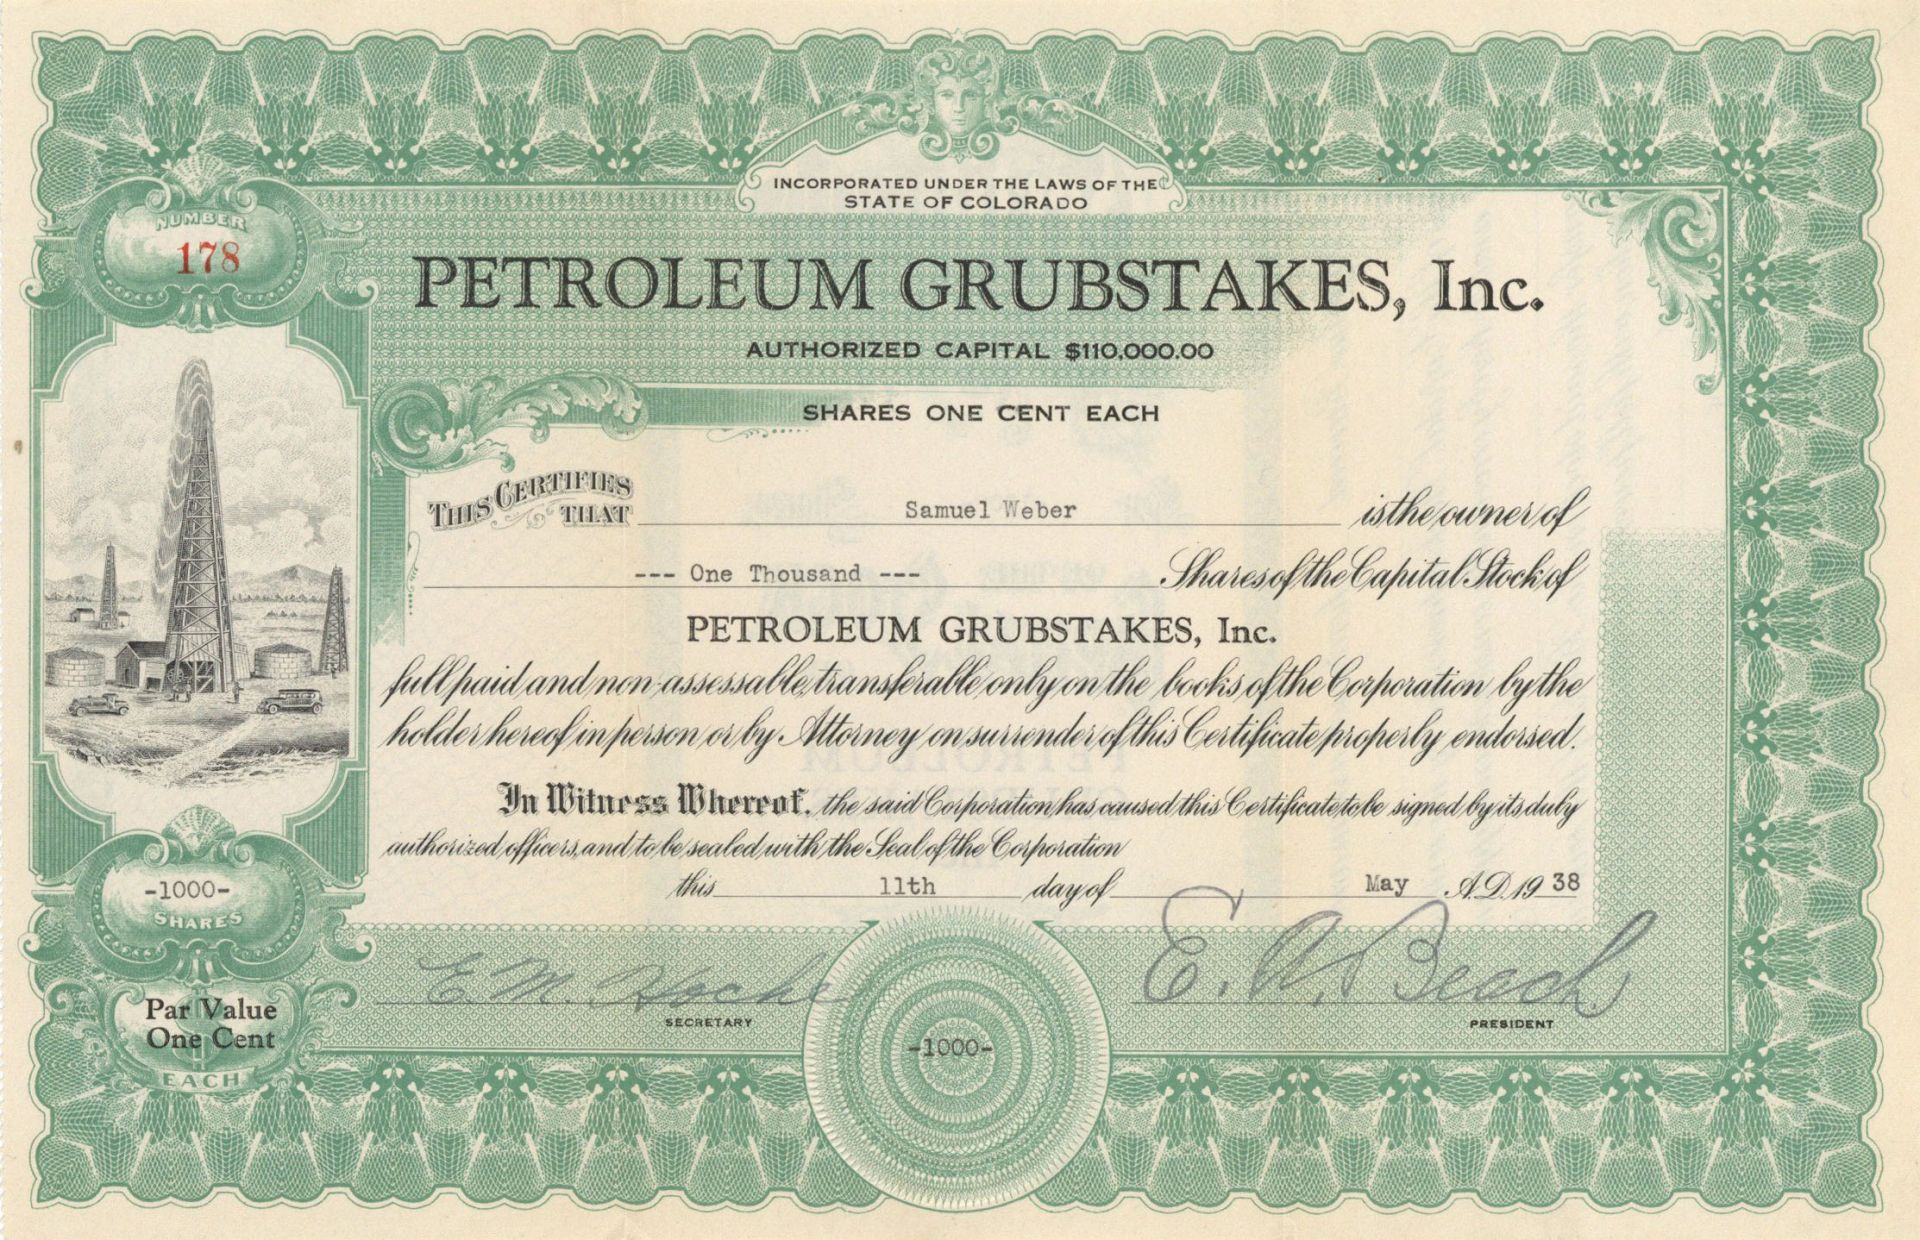 INCORPORATED UNDER THE LAWS OF THE
STATE OF COLORADO
NUMBER
178
PETROLEUM GRUBSTAKES, Inc.
AUTHORIZED CAPITAL $110,000.00
SHARES ONE CENT EACH
THIS CERTIFIES THAT Samuel Weber is the owner of
--- One Thousand --- Shares of the Capital Stock of
PETROLEUM GRUBSTAKES, Inc.
full paid and non-assessable, transferable only on the books of the Corporation by the
holder hereof in person or by Attorney on surrender of this Certificate properly endorsed.
In Witness Whereof, the said Corporation has caused this Certificate to be signed by its duly
authorized officers, and to be sealed with the Seal of the Corporation
this 11th day of May A.D. 19 38
-1000-
SHARES
Par Value
One Cent
EACH
E. M.
SECRETARY
-1000-
E. A. Beach
PRESIDENT